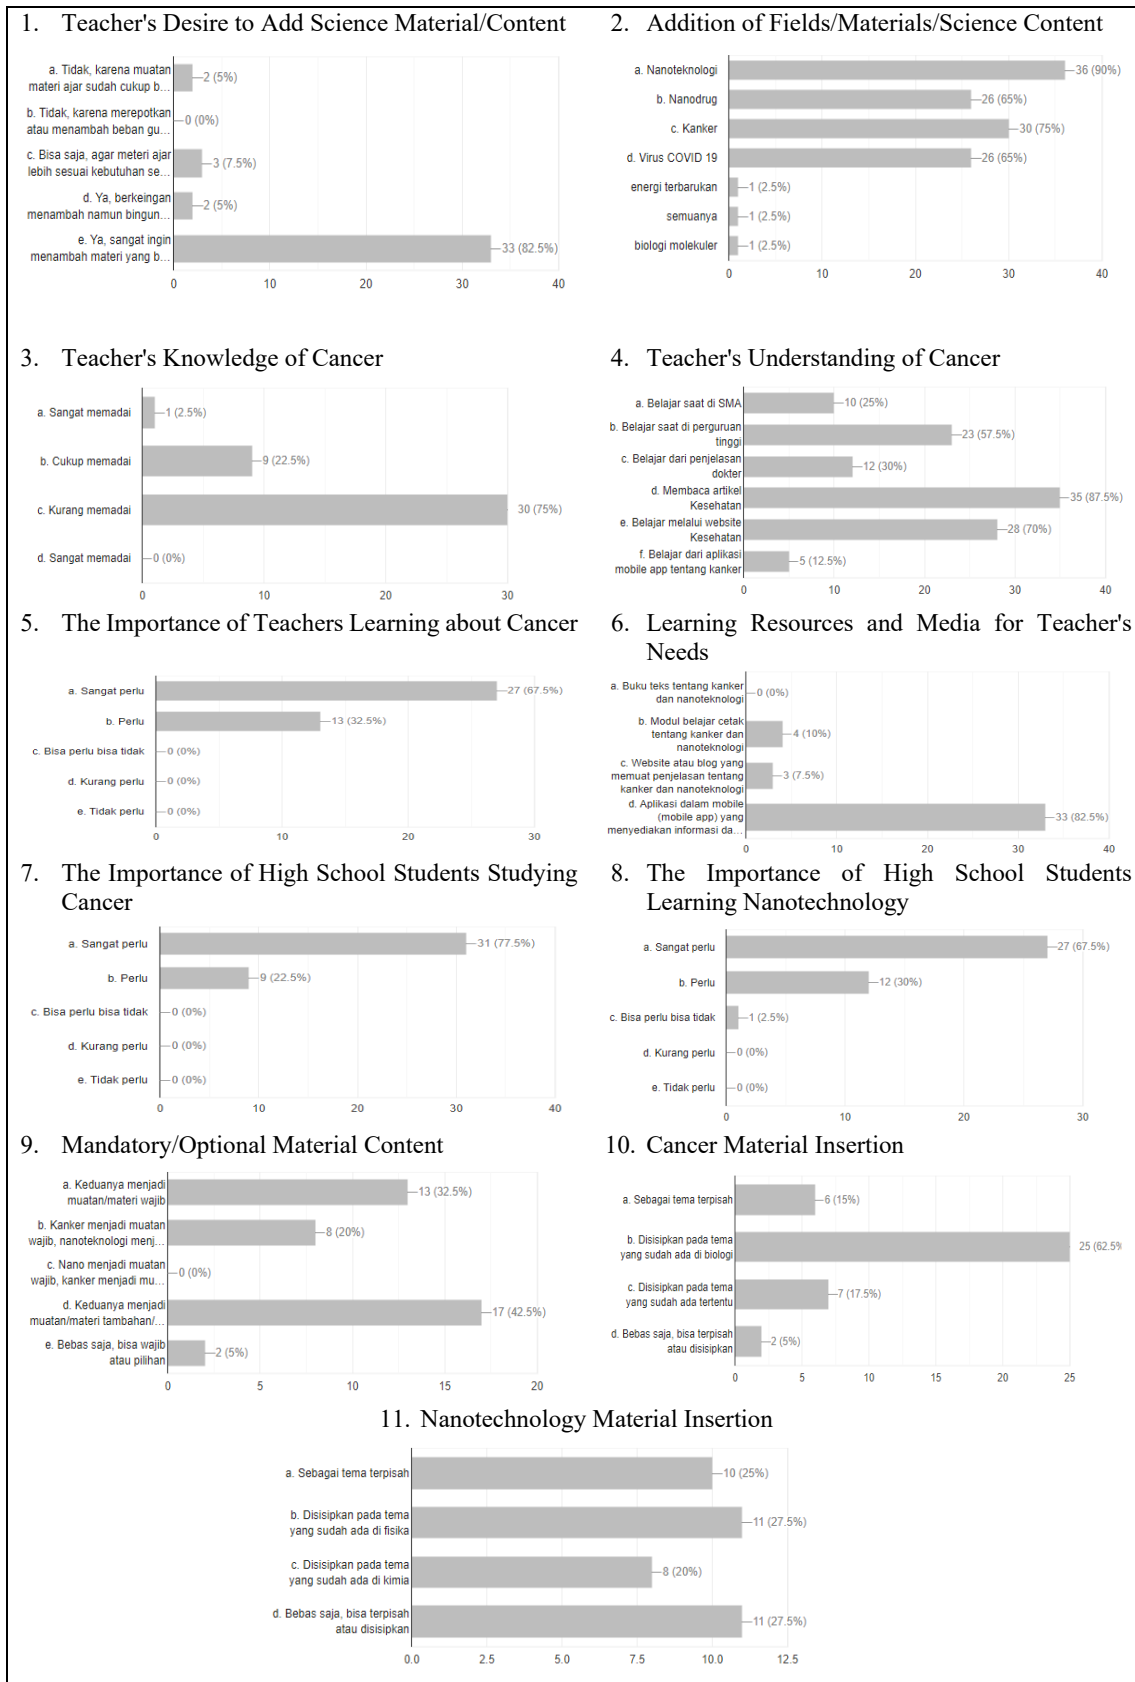 1. Teacher's Desire to Add Science Material/Content
a. Tidak, karena muatan
materi ajar sudah cukup b...
2 (5%)
b. Tidak, karena merepotkan
atau menambah beban gu...
0 (0%)
c. Bisa saja, agar meteri ajar
lebih sesuai kebutuhan se...
3 (7.5%)
d. Ya, berkeingan
menambah namun bingun...
2 (5%)
e. Ya, sangat ingin
menambah materi yang b...
33 (82.5%)
0 10 20 30 40
2. Addition of Fields/Materials/Science Content
a. Nanoteknologi
36 (90%)
b. Nanodrug
26 (65%)
c. Kanker
30 (75%)
d. Virus COVID 19
26 (65%)
energi terbarukan
1 (2.5%)
semuanya
1 (2.5%)
biologi molekuler
1 (2.5%)
0 10 20 30 40
3. Teacher's Knowledge of Cancer
a. Sangat memadai
1 (2.5%)
b. Cukup memadai
9 (22.5%)
c. Kurang memadai
30 (75%)
d. Sangat memadai
0 (0%)
0 10 20 30
4. Teacher's Understanding of Cancer
a. Belajar saat di SMA
10 (25%)
b. Belajar saat di perguruan
tinggi
23 (57.5%)
c. Belajar dari penjelasan
dokter
12 (30%)
d. Membaca artikel
Kesehatan
35 (87.5%)
e. Belajar melalui website
Kesehatan
28 (70%)
f. Belajar dari aplikasi
mobile app tentang kanker
5 (12.5%)
0 10 20 30 40
5. The Importance of Teachers Learning about Cancer
a. Sangat perlu
27 (67.5%)
b. Perlu
13 (32.5%)
c. Bisa perlu bisa tidak
0 (0%)
d. Kurang perlu
0 (0%)
e. Tidak perlu
0 (0%)
0 10 20 30
6. Learning Resources and Media for Teacher's
Needs
a. Buku teks tentang kanker
dan nanoteknologi
0 (0%)
b. Modul belajar cetak
tentang kanker dan
nanoteknologi
4 (10%)
c. Website atau blog yang
memuat penjelasan tentang
kanker dan nanoteknologi
3 (7.5%)
d. Aplikasi dalam mobile
(mobile app) yang
menyediakan informasi da...
33 (82.5%)
0 10 20 30 40
7. The Importance of High School Students Studying
Cancer
a. Sangat perlu
31 (77.5%)
b. Perlu
9 (22.5%)
c. Bisa perlu bisa tidak
0 (0%)
d. Kurang perlu
0 (0%)
e. Tidak perlu
0 (0%)
0 10 20 30 40
8. The Importance of High School Students
Learning Nanotechnology
a. Sangat perlu
27 (67.5%)
b. Perlu
12 (30%)
c. Bisa perlu bisa tidak
1 (2.5%)
d. Kurang perlu
0 (0%)
e. Tidak perlu
0 (0%)
0 10 20 30
9. Mandatory/Optional Material Content
a. Keduanya menjadi
muatan/materi wajib
13 (32.5%)
b. Kanker menjadi muatan
wajib, nanoteknologi menj...
8 (20%)
c. Nano menjadi muatan
wajib, kanker menjadi mu...
0 (0%)
d. Keduanya menjadi
muatan/materi tambahan/...
17 (42.5%)
e. Bebas saja, bisa wajib
atau pilihan
2 (5%)
0 5 10 15 20
10. Cancer Material Insertion
a. Sebagai tema terpisah
6 (15%)
b. Disisipkan pada tema
yang sudah ada di biologi
25 (62.5%
c. Disisipkan pada tema
yang sudah ada tertentu
7 (17.5%)
d. Bebas saja, bisa terpisah
atau disisipkan
2 (5%)
0 5 10 15 20 25
11. Nanotechnology Material Insertion
a. Sebagai tema terpisah
10 (25%)
b. Disisipkan pada tema
yang sudah ada di fisika
11 (27.5%)
c. Disisipkan pada tema
yang sudah ada di kimia
8 (20%)
d. Bebas saja, bisa terpisah
atau disisipkan
11 (27.5%)
0.0 2.5 5.0 7.5 10.0 12.5